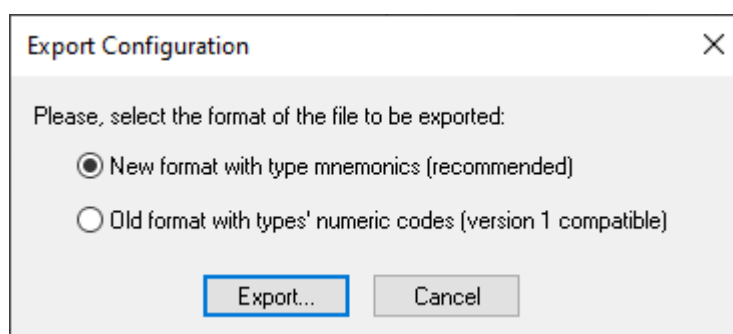 Export Configuration
Please, select the format of the file to be exported:
New format with type mnemonics (recommended)
Old format with types' numeric codes (version 1 compatible)
Export... Cancel